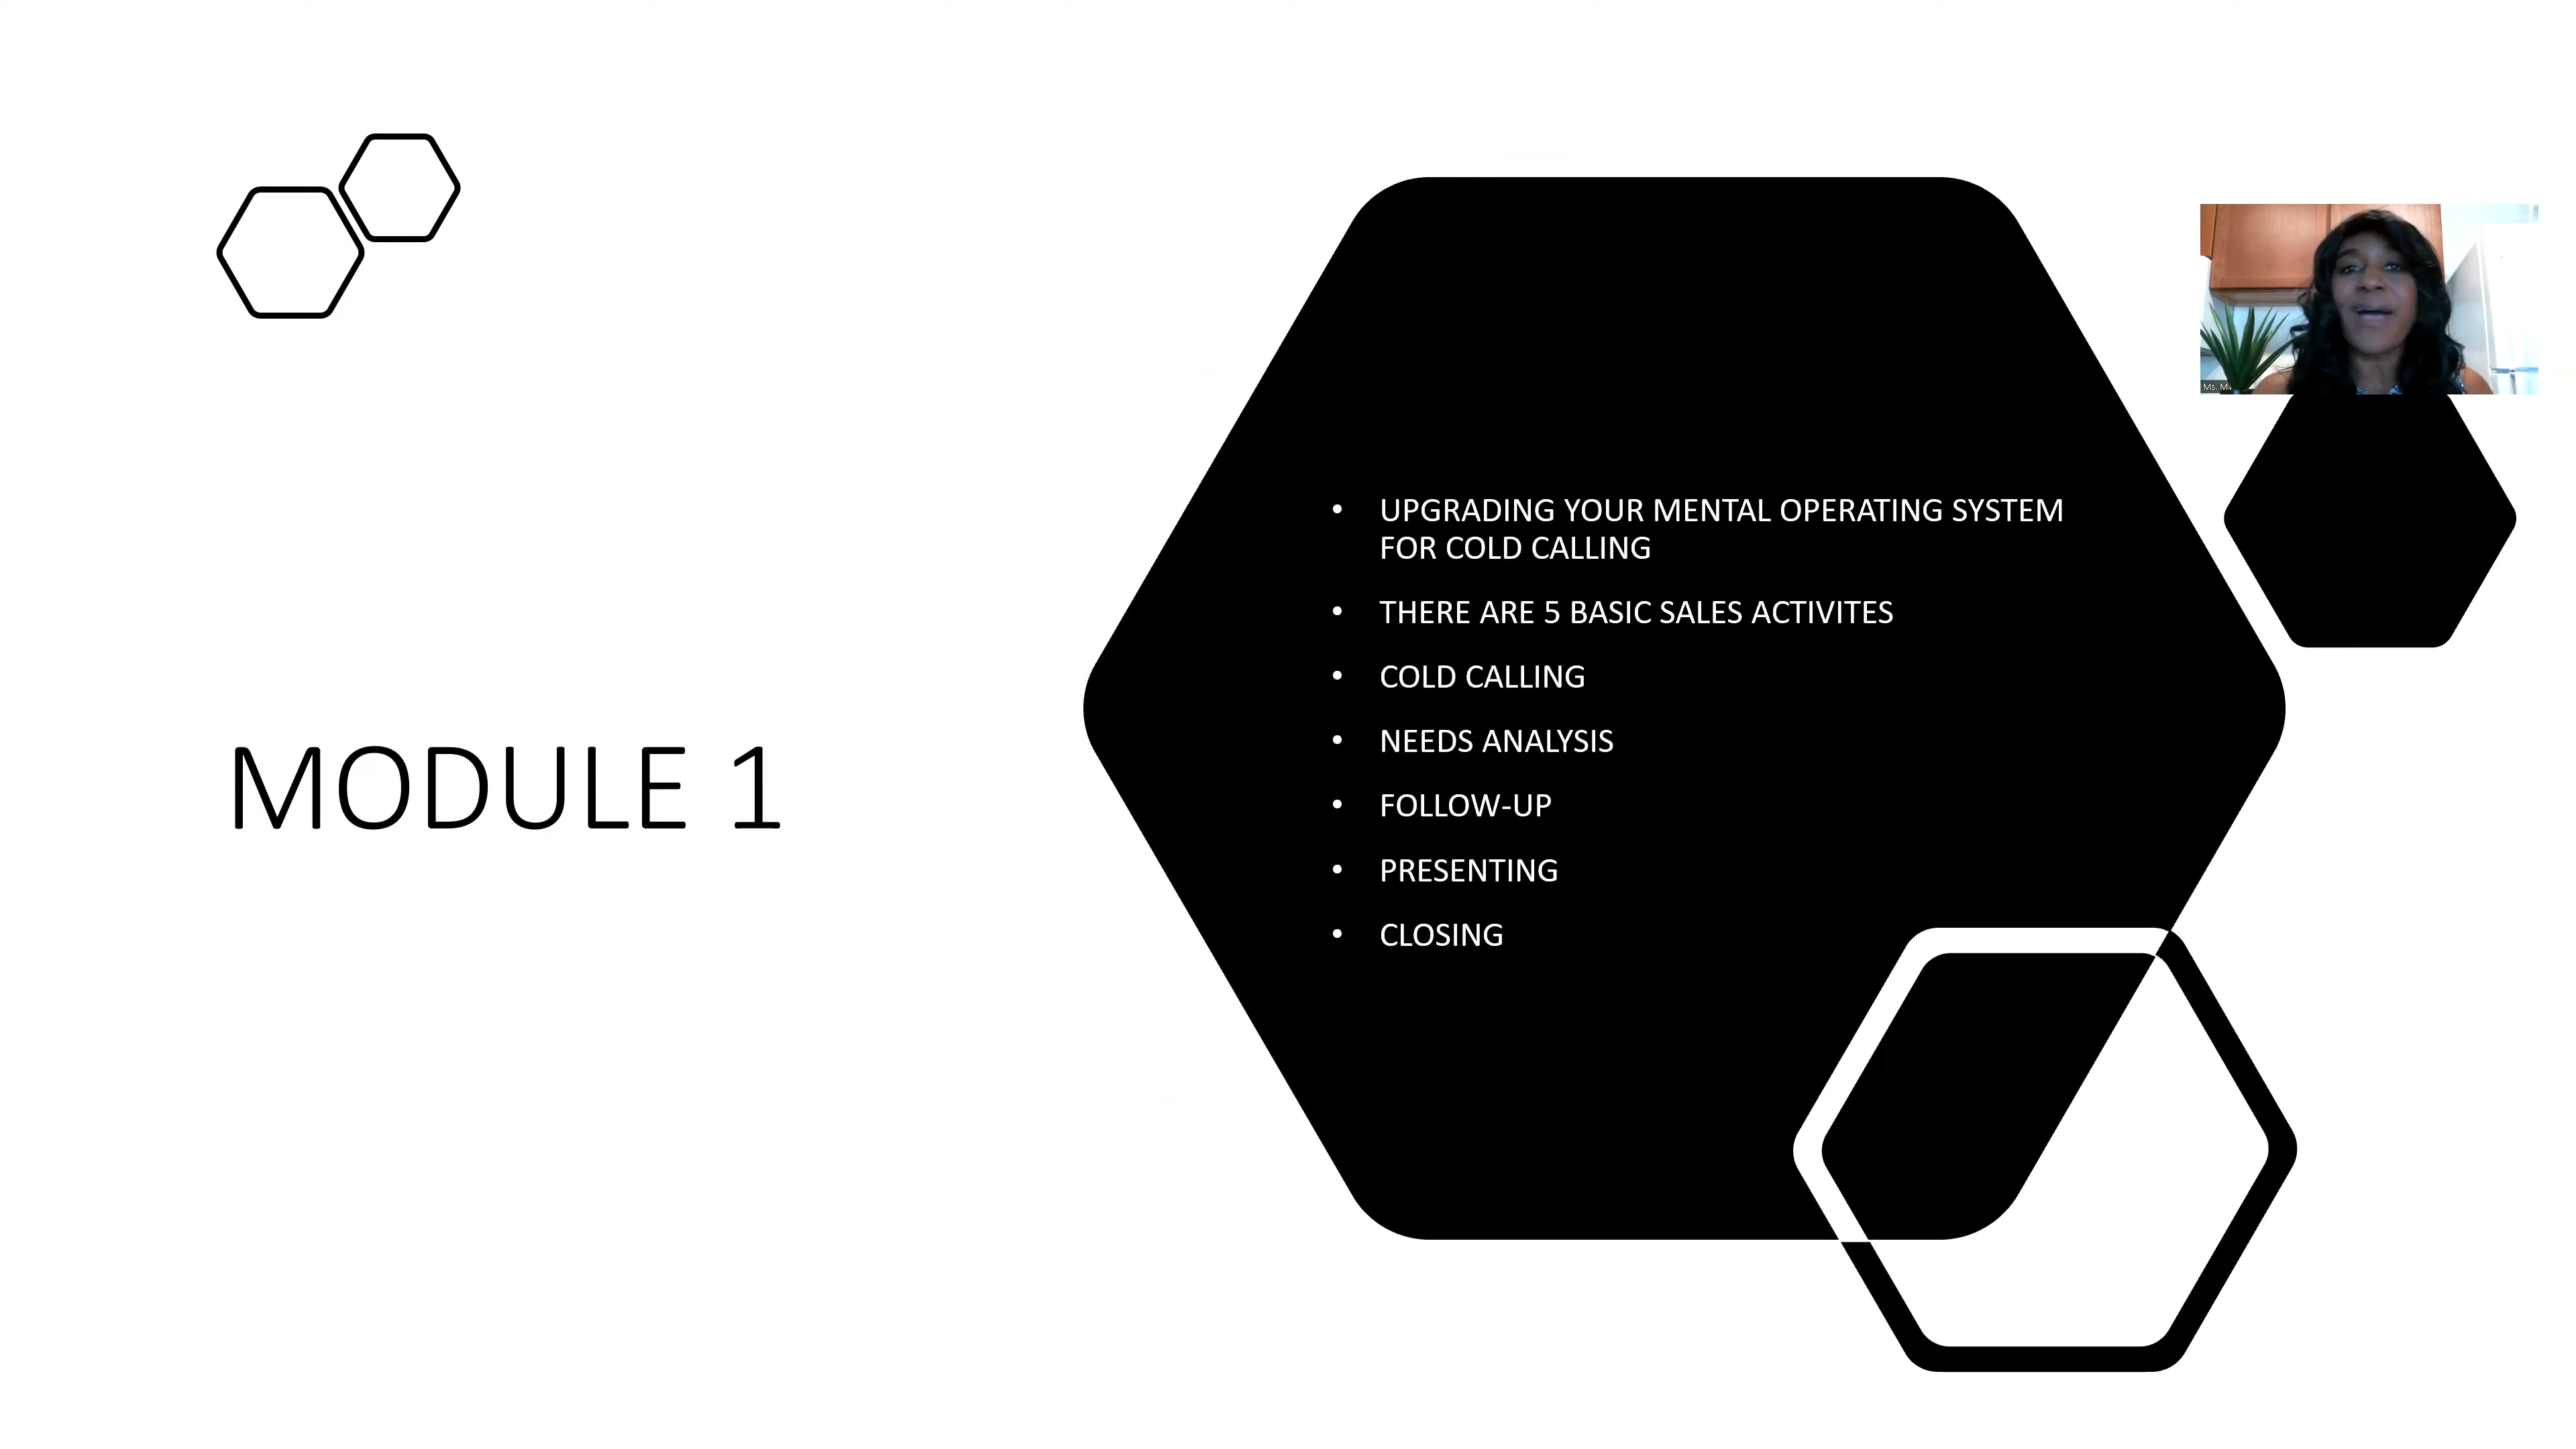 MODULE 1
UPGRADING YOUR MENTAL OPERATING SYSTEM
FOR COLD CALLING
THERE ARE 5 BASIC SALES ACTIVITES
COLD CALLING
NEEDS ANALYSIS
FOLLOW-UP
PRESENTING
CLOSING
Ms.